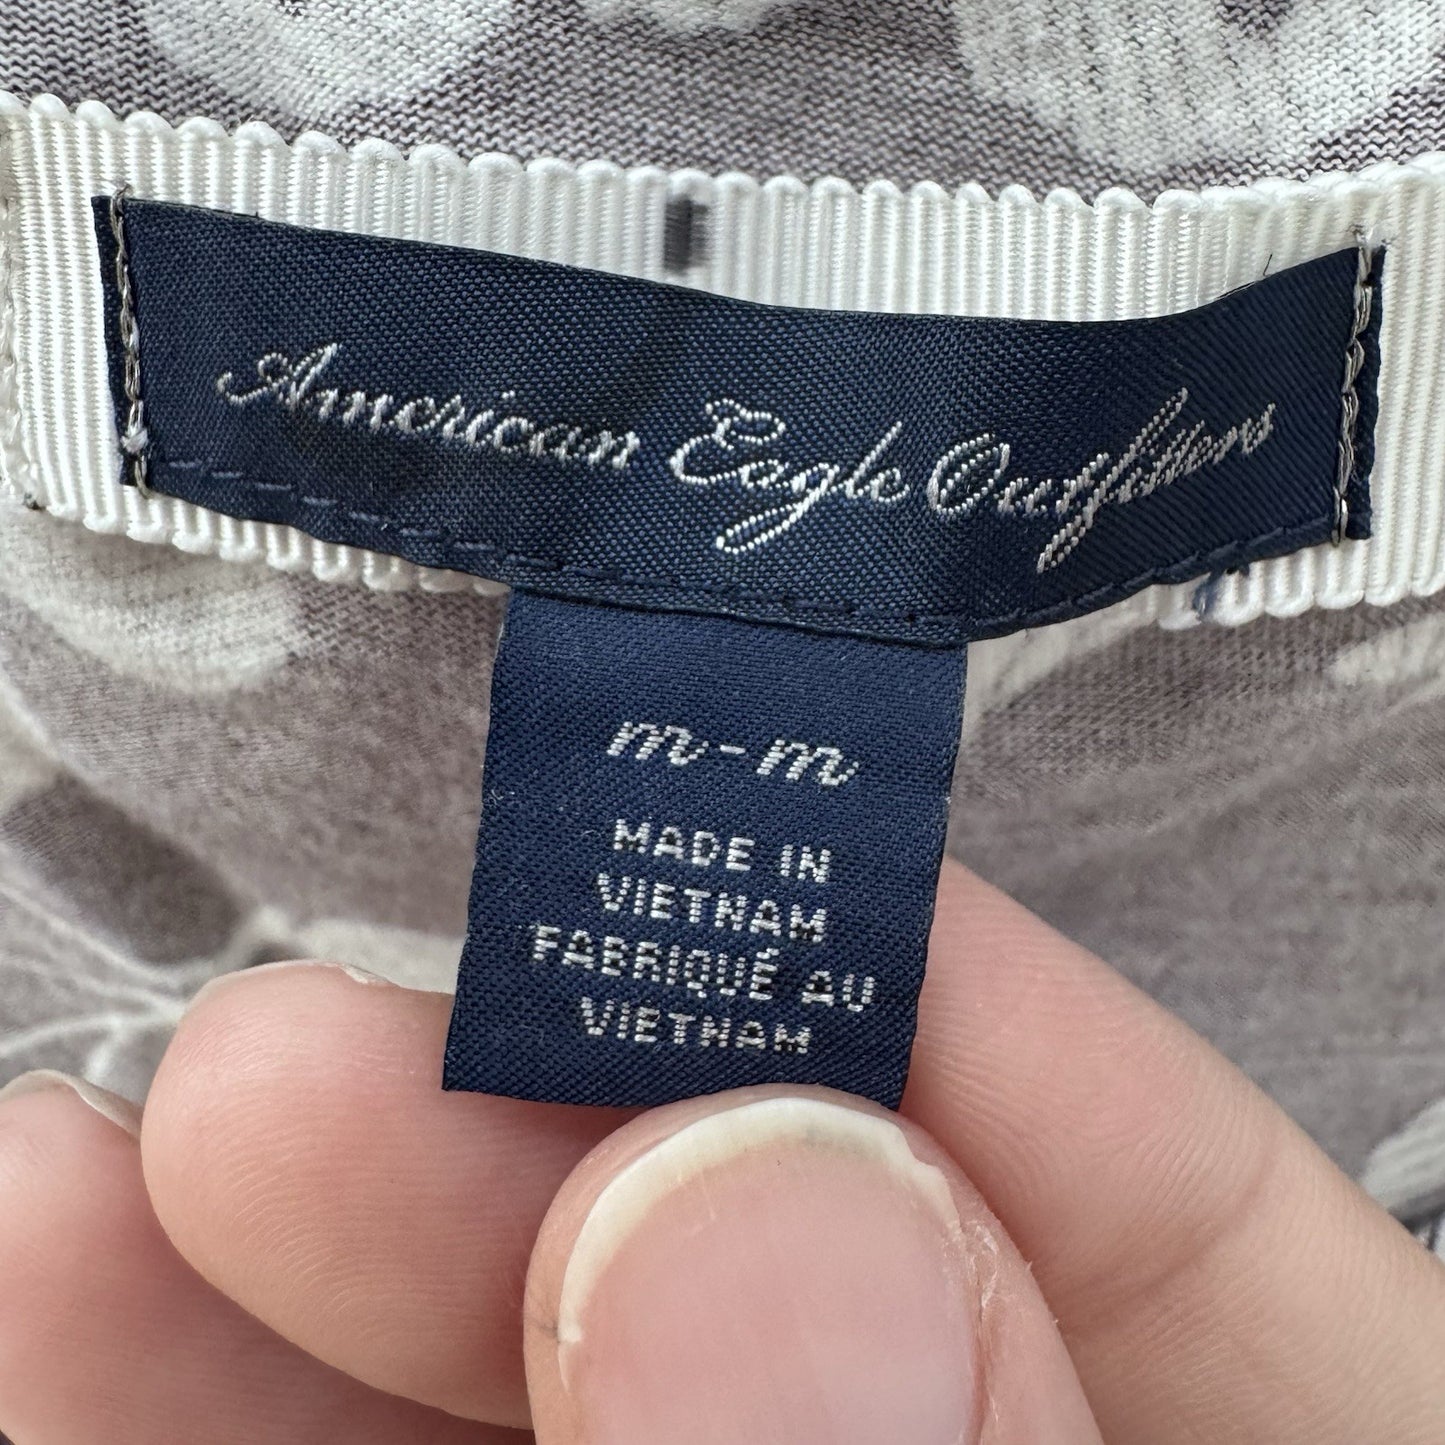 American Eagle Outfitters
m-m
MADE IN
VIETNAM
FABRIQUÉ AU
VIETNAM